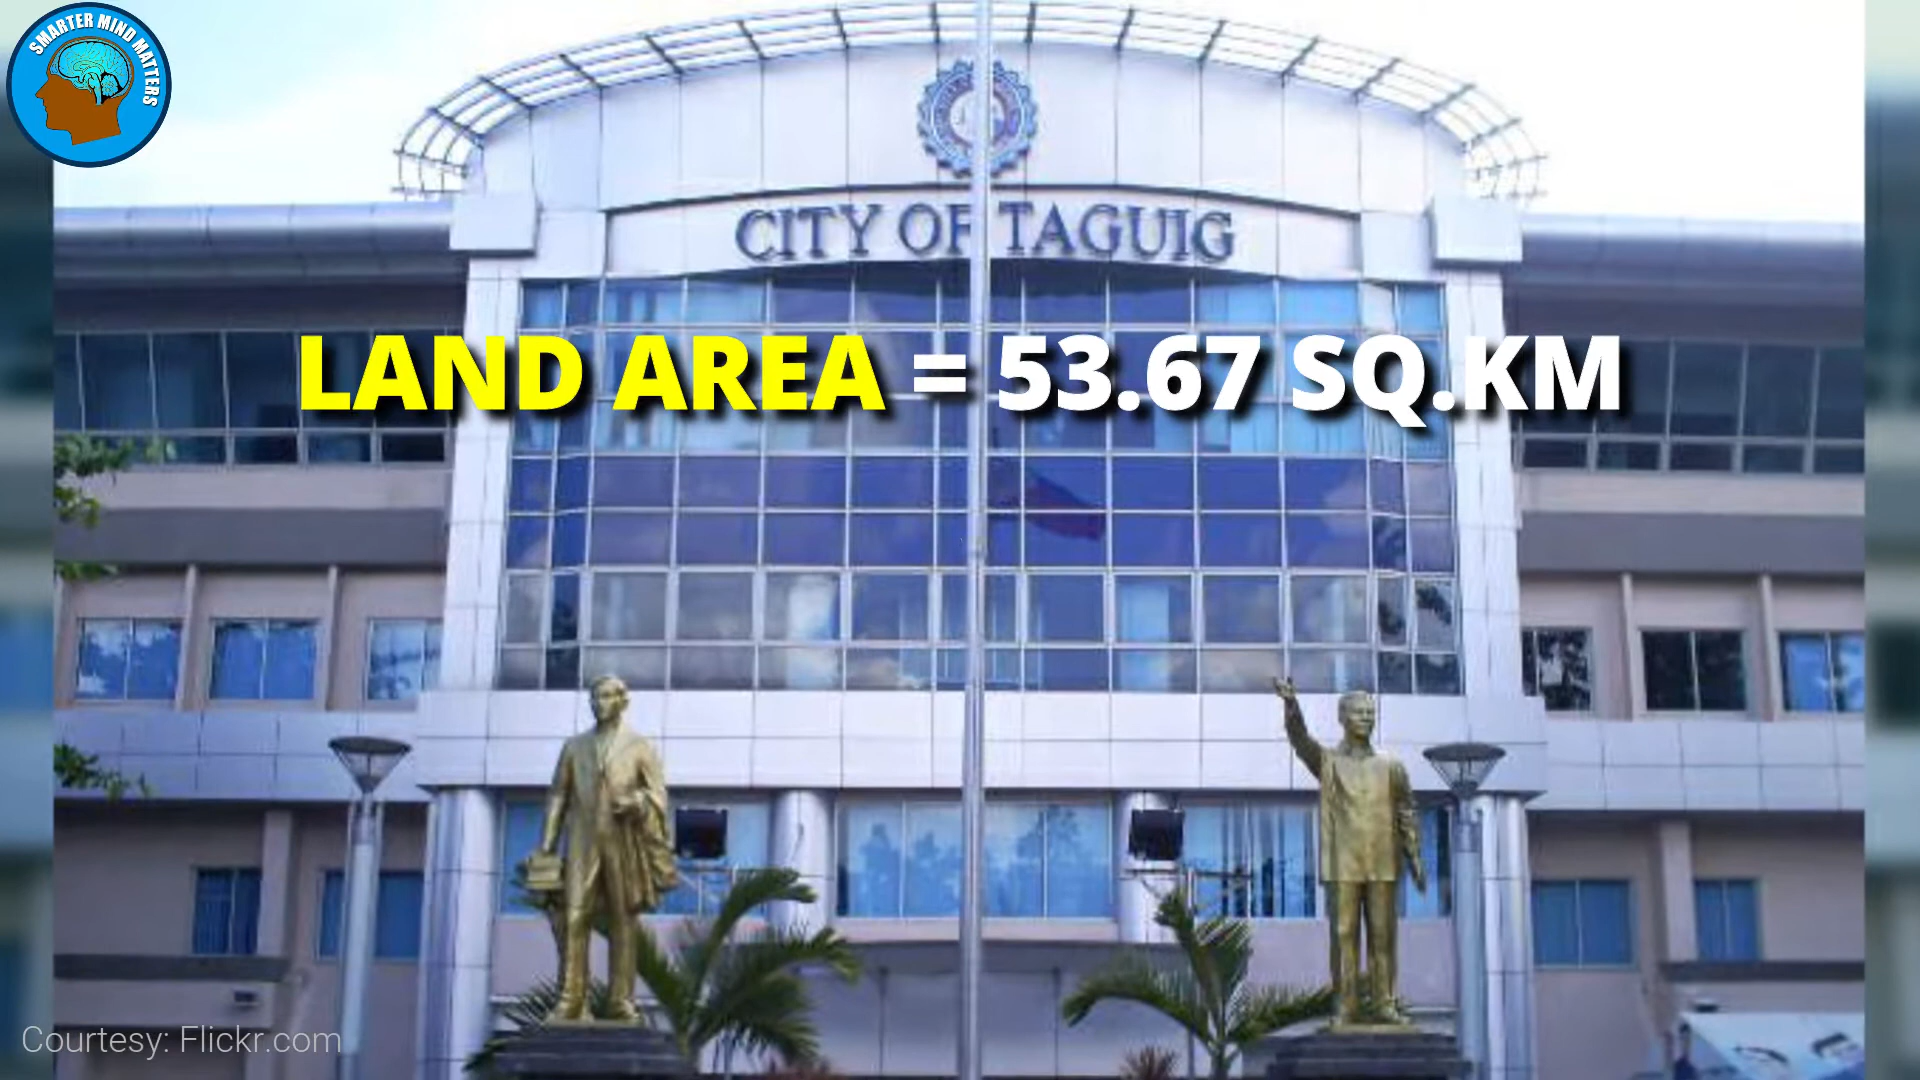 SMARTER MIND MATTERS
CITY OF TAGUIG
LAND AREA = 53.67 SQ.KM
Courtesy: Flickr.com